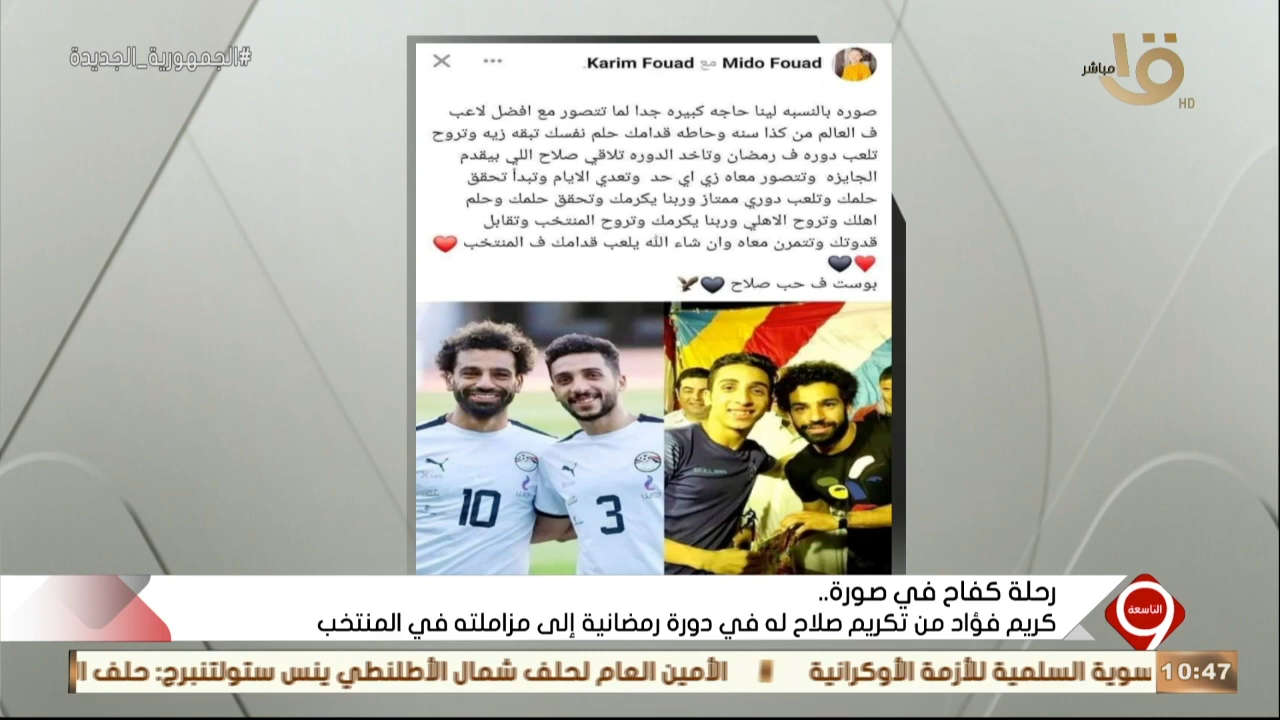 #الجمهورية_الجديدة
مباشر
HD
Mido Fouad مع Karim Fouad.
صوره بالنسبه لينا حاجه كبيره جدا لما تتصور مع افضل لاعب
ف العالم من كذا سنه وحاطه قدامك حلم نفسك تبقه زيه وتروح
تلعب دوره ف رمضان وتاخد الدوره تلاقي صلاح اللي بيقدم
الجايزه وتتصور معاه زي اي حد وتعدي الايام وتبدأ تحقق
حلمك وتلعب دوري ممتاز وربنا يكرمك وتحقق حلمك وحلم
اهلك وتروح الاهلي وربنا يكرمك وتروح المنتخب وتقابل
قدوتك وتتمرن معاه وان شاء الله يلعب قدامك ف المنتخب ❤️
❤️🖤
بوست ف حب صلاح 🖤🦅
10
3
رحلة كفاح في صورة..
كريم فؤاد من تكريم صلاح له في دورة رمضانية إلى مزاملته في المنتخب
التاسعة
10:47
سوية السلمية للأزمة الأوكرانية
الأمين العام لحلف شمال الأطلنطي ينس ستولتنبرج: حلف ا